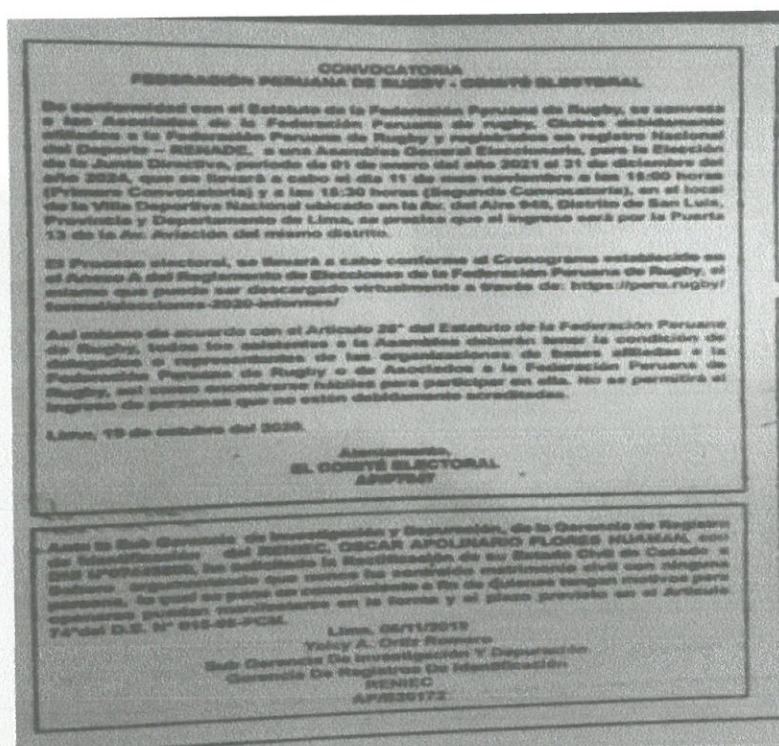 CONVOCATORIA
FEDERACIÓN PERUANA DE RUGBY - COMITÉ ELECTORAL
De conformidad con el Estatuto de la Federación Peruana de Rugby, se convoca
a los Asociados de la Federación Peruana de rugby, Clubes debidamente
afiliados a la Federación Peruana de Rugby y registrados en registro Nacional
del Deporte – RENADE, a una Asamblea General Eleccionaria, para la Elección
de la Junta Directiva, periodo de 01 de enero del año 2021 al 31 de diciembre del
año 2024, que se llevará a cabo el día 11 de noviembre a las 18:00 horas
(Primera Convocatoria) y a las 18:30 horas (Segunda Convocatoria), en el local
de la Villa Deportiva Nacional ubicado en la Av. del Aire 949, Distrito de San Luis,
Provincia y Departamento de Lima, se precisa que el ingreso será por la Puerta
13 de la Av. Aviación del mismo distrito.
El Proceso electoral, se llevará a cabo conforme al Cronograma establecido en
el Anexo A del Reglamento de Elecciones de la Federación Peruana de Rugby, el
mismo que puede ser descargado virtualmente a través de: https://peru.rugby/
elecciones-2020-informes/
Así mismo de acuerdo con el Artículo 28° del Estatuto de la Federación Peruana
de Rugby, todos los asistentes a la Asamblea deberán tener la condición de
delegados o representantes de las organizaciones de bases afiliadas a la
Federación Peruana de Rugby o de Asociados a la Federación Peruana de
Rugby, así como encontrarse hábiles para participar en ella. No se permitirá el
ingreso de personas que no estén debidamente acreditadas.
Lima, 19 de octubre del 2020.
Atentamente,
EL COMITÉ ELECTORAL
Ante la Sub Gerencia de Investigación y Depuración, de la Gerencia de Registro
de Identificación del RENIEC, OSCAR APOLINARIO FLORES HUAMAN, con
DNI ha solicitado la Rectificación de su Estado Civil de Casado a
Soltero, que nunca ha matrimonio civil con ninguna
persona, lo cual se pone de conocimiento a fin de Quienes tengan motivos para
oponerse puedan manifestarse en la forma y el plazo previsto en el Artículo
74°del D.S. N° 015-98-PCM.
Lima, 05/11/2019
Yeicy A. Ortiz Romero
Sub Gerencia De Investigación Y Depuración
Gerencia De Registros De Identificación
RENIEC